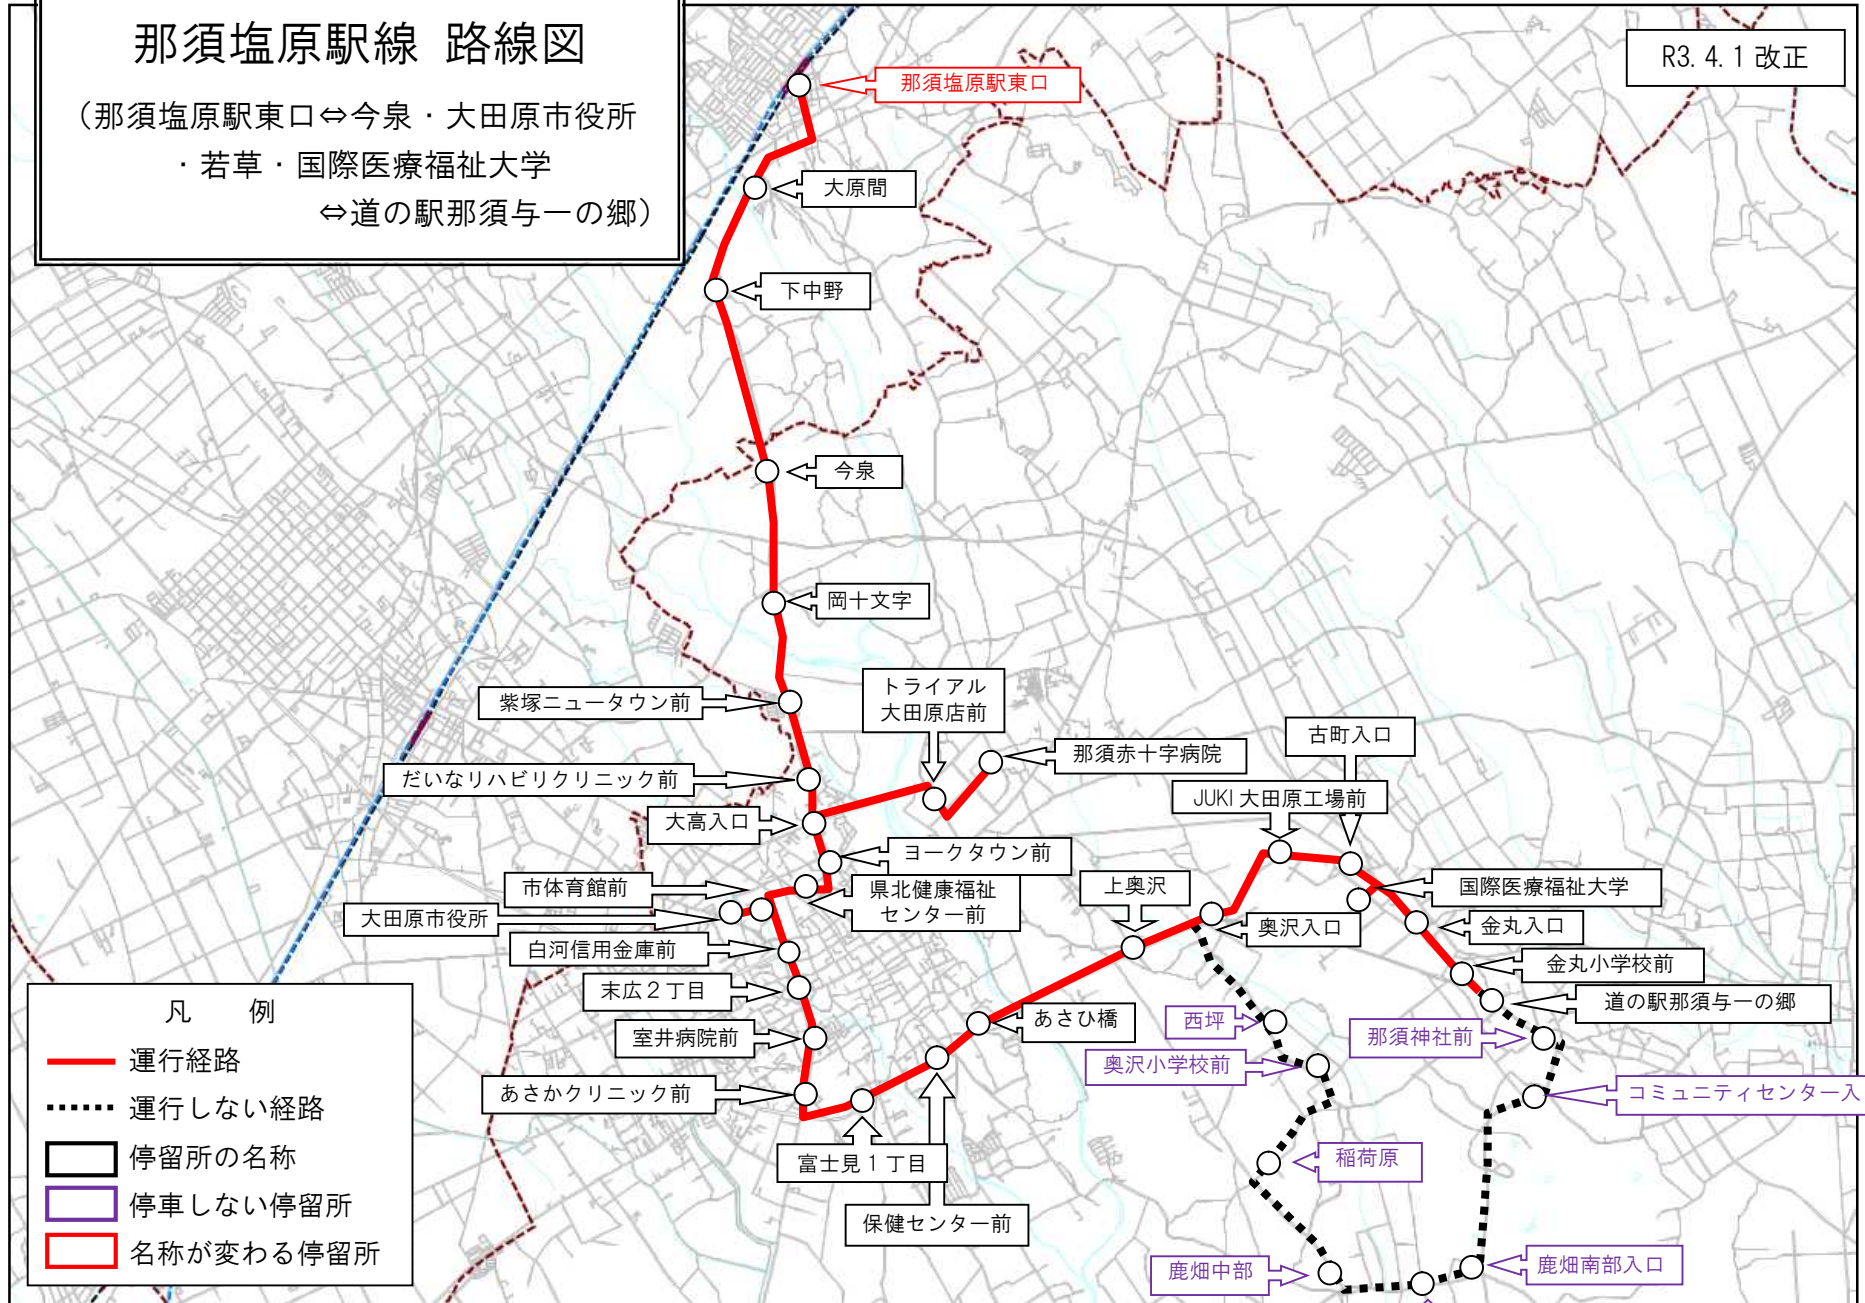 那須塩原駅線 路線図
（那須塩原駅東口⇔今泉・大田原市役所
・若草・国際医療福祉大学
⇔道の駅那須与一の郷）
R3.4.1 改正
那須塩原駅東口
大原間
下中野
今泉
岡十文字
紫塚ニュータウン前
トライアル
大田原店前
那須赤十字病院
古町入口
だいなリハビリクリニック前
JUKI 大田原工場前
大高入口
ヨークタウン前
市体育館前
県北健康福祉
センター前
上奥沢
国際医療福祉大学
大田原市役所
奥沢入口
金丸入口
白河信用金庫前
金丸小学校前
末広２丁目
道の駅那須与一の郷
あさひ橋
西坪
室井病院前
那須神社前
奥沢小学校前
あさかクリニック前
コミュニティセンター入
富士見１丁目
稲荷原
保健センター前
鹿畑中部
鹿畑南部入口
凡　例
運行経路
運行しない経路
停留所の名称
停車しない停留所
名称が変わる停留所